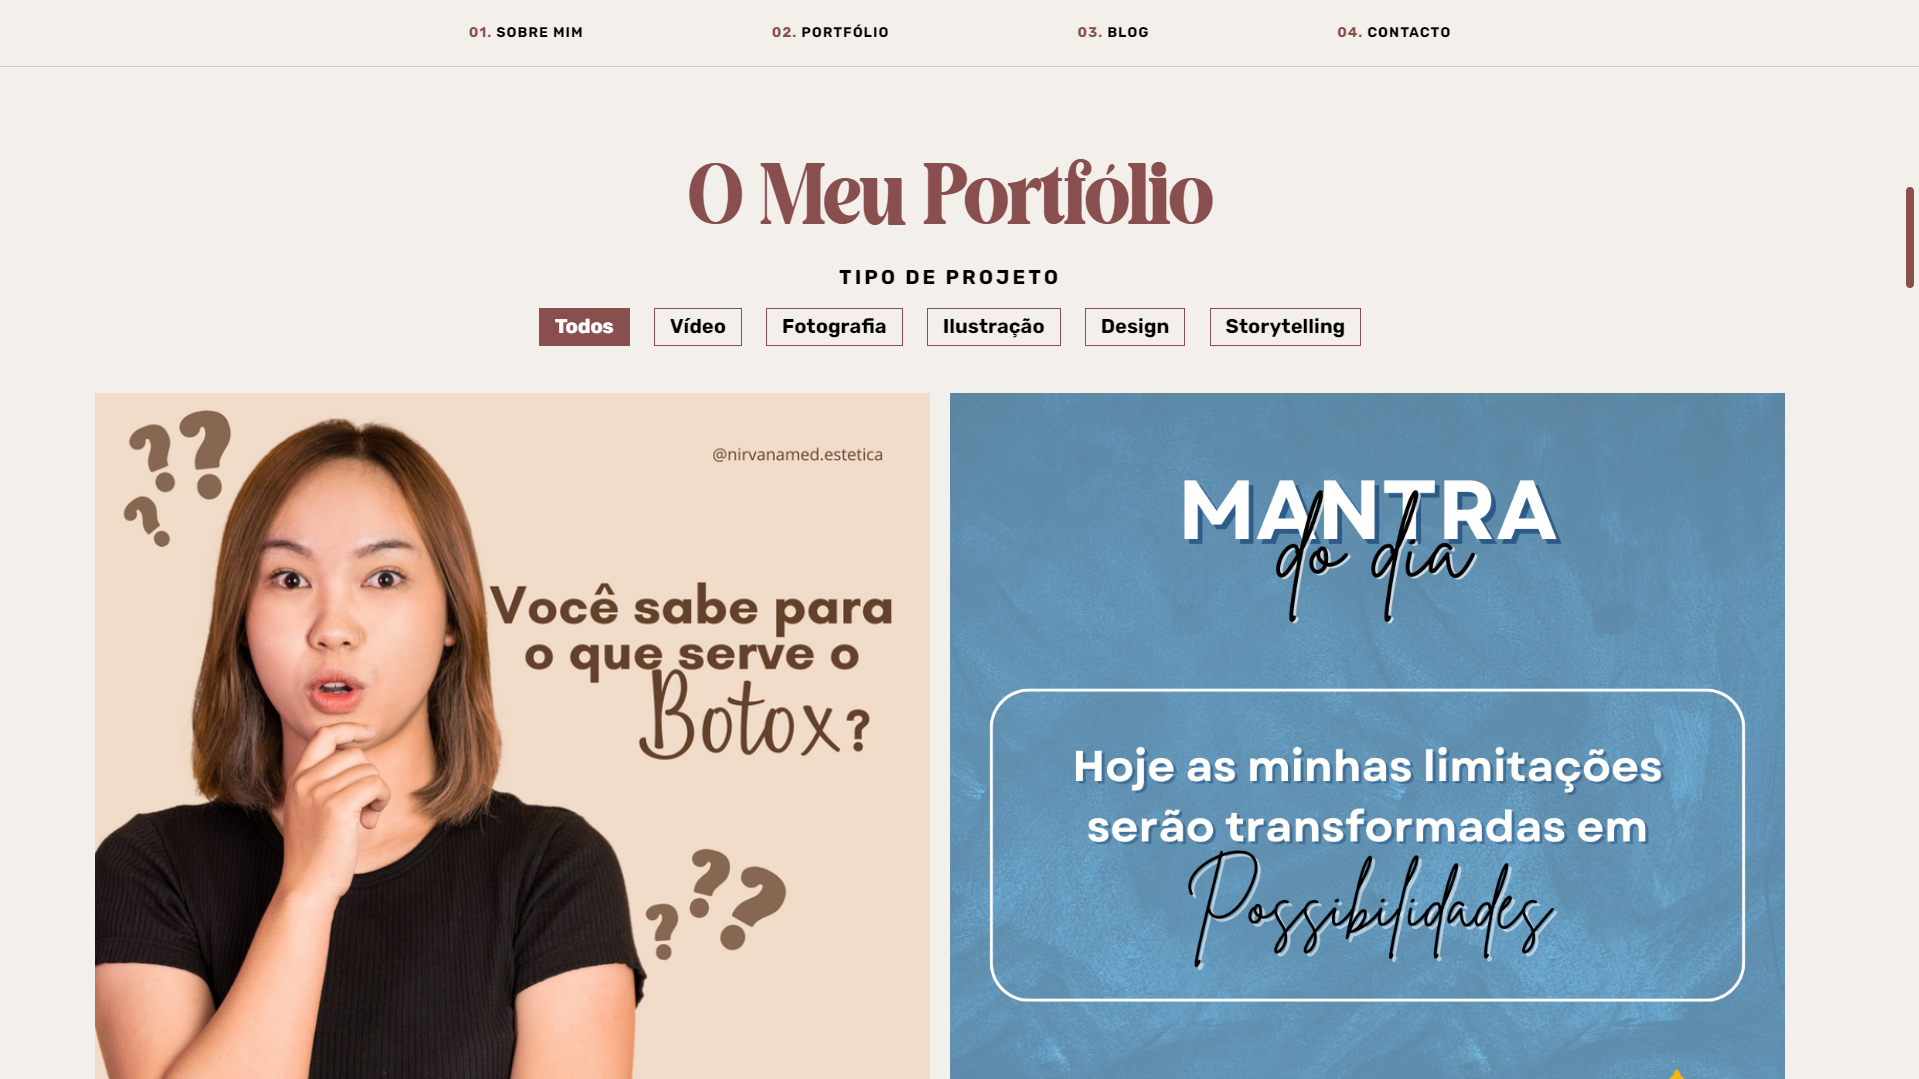 01. SOBRE MIM
02. PORTFÓLIO
03. BLOG
04. CONTACTO
O Meu Portfólio
TIPO DE PROJETO
Todos
Vídeo
Fotografia
Ilustração
Design
Storytelling
??
?
@nirvanamed.estetica
Você sabe para
o que serve o
Botox?
???
MANTRA
do dia
Hoje as minhas limitações
serão transformadas em
Possibilidades